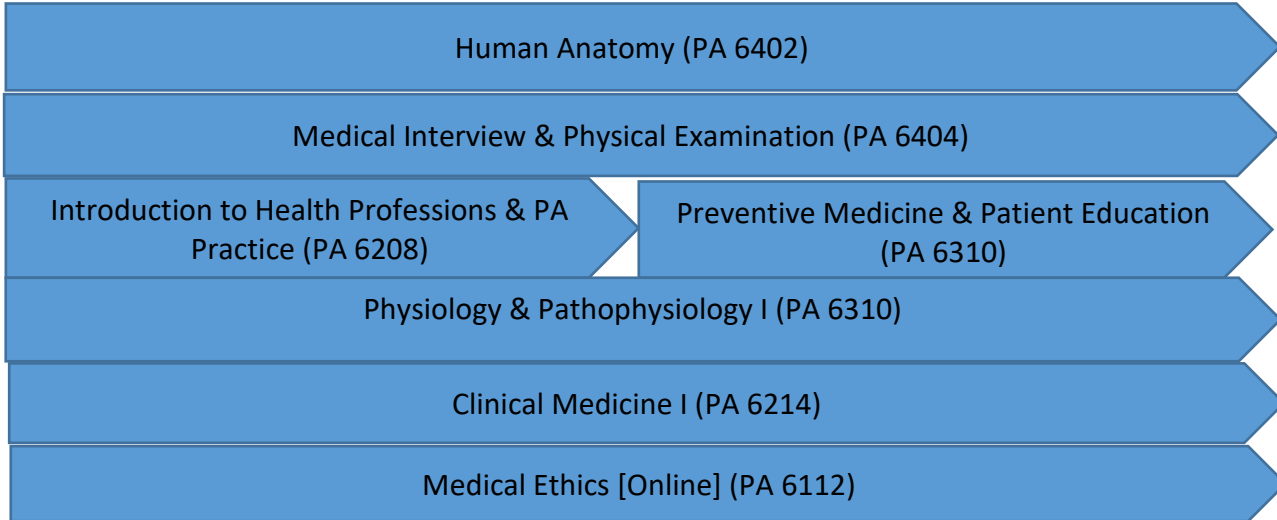 Human Anatomy (PA 6402)
Medical Interview & Physical Examination (PA 6404)
Introduction to Health Professions & PA
Practice (PA 6208)
Preventive Medicine & Patient Education
(PA 6310)
Physiology & Pathophysiology I (PA 6310)
Clinical Medicine I (PA 6214)
Medical Ethics [Online] (PA 6112)